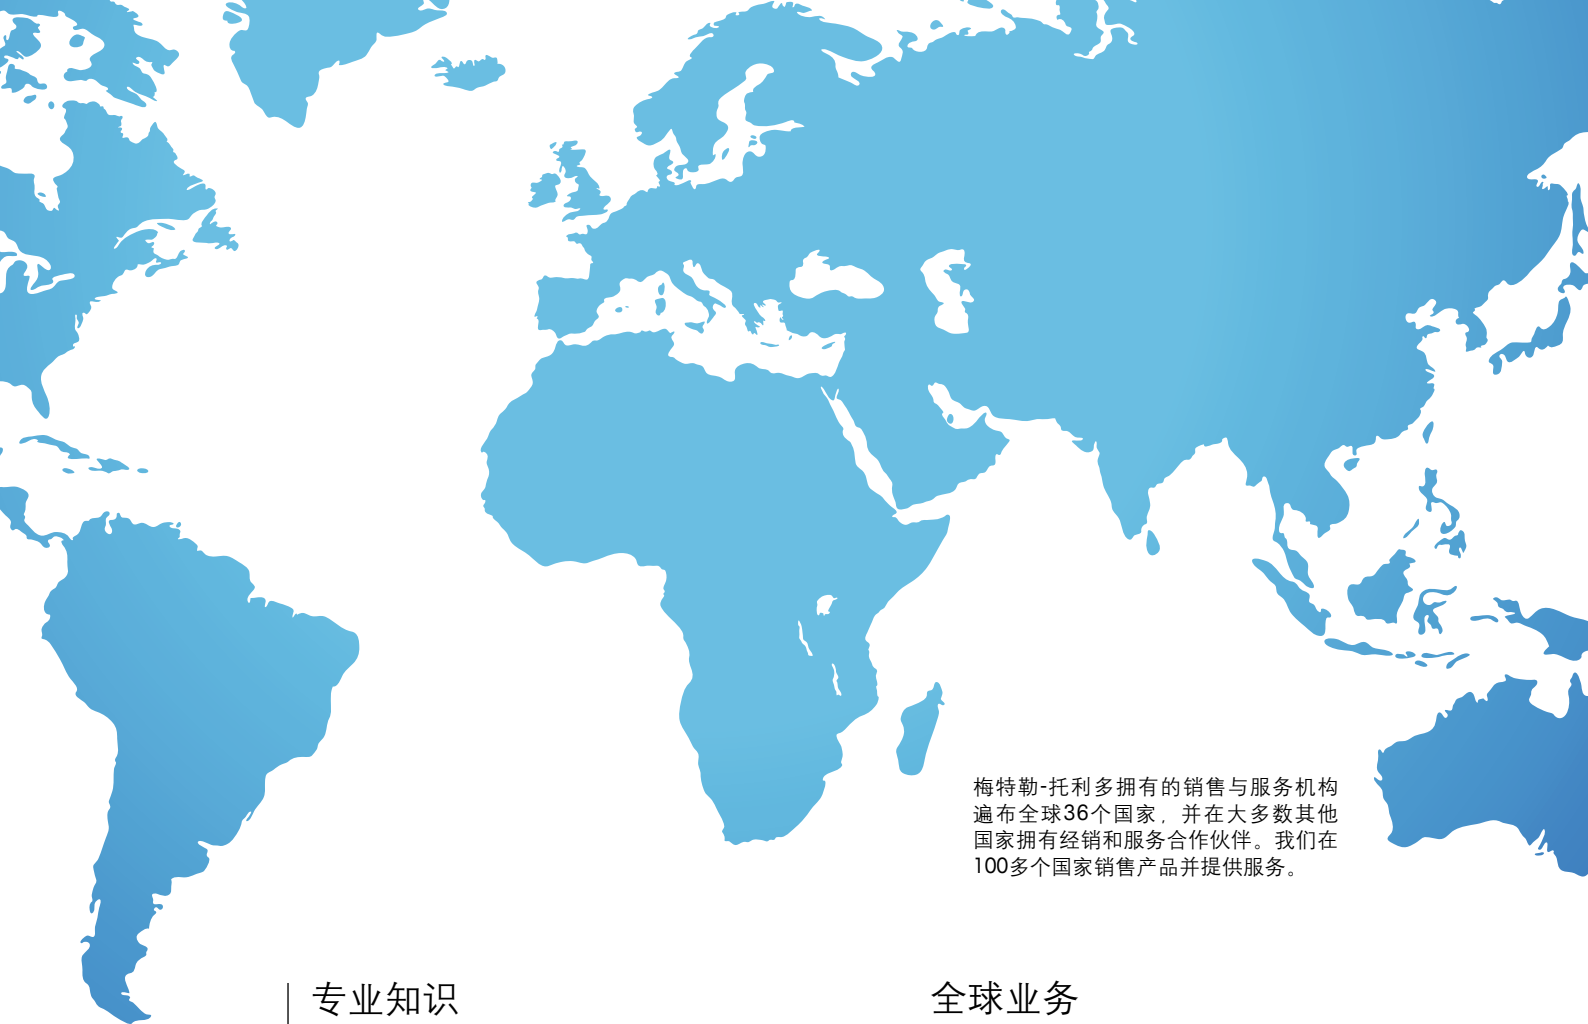 梅特勒-托利多拥有的销售与服务机构
遍布全球36个国家，并在大多数其他
国家拥有经销和服务合作伙伴。我们在
100多个国家销售产品并提供服务。
专业知识
全球业务